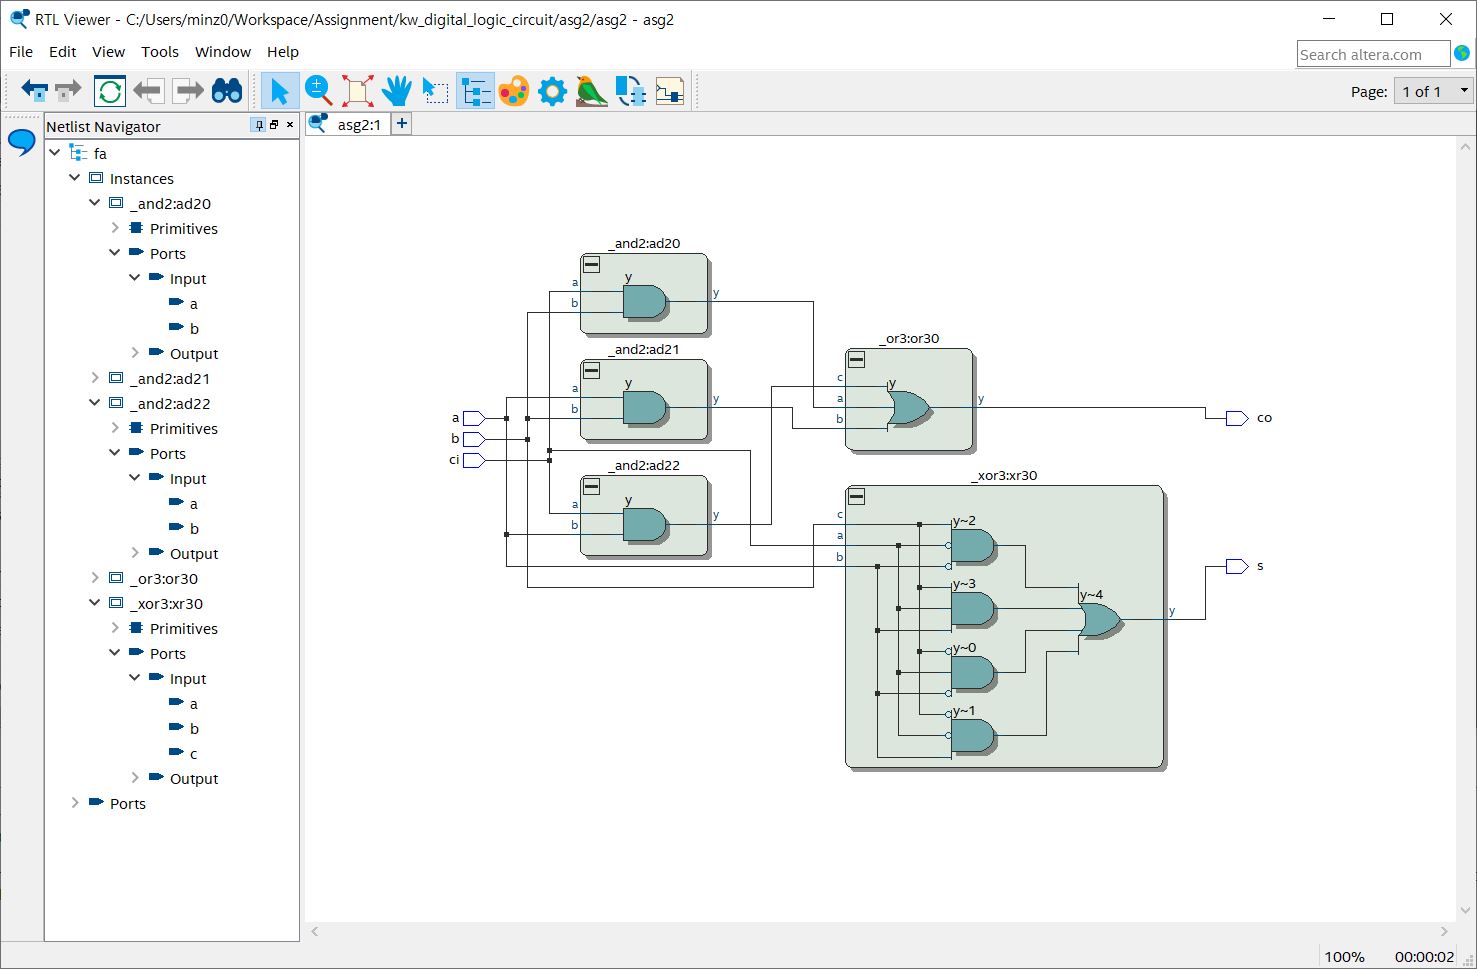 RTL Viewer - C:/Users/minz0/Workspace/Assignment/kw_digital_logic_circuit/asg2/asg2 - asg2
File Edit View Tools Window Help
Search altera.com
Page: 1 of 1
Netlist Navigator
fa
Instances
_and2:ad20
Primitives
Ports
Input
a
b
Output
_and2:ad21
_and2:ad22
Primitives
Ports
Input
a
b
Output
_or3:or30
_xor3:xr30
Primitives
Ports
Input
a
b
c
Output
Ports
asg2:1
_and2:ad20
y
a
b
y
_and2:ad21
y
a
b
y
_and2:ad22
y
a
b
y
a
b
ci
_or3:or30
c
a
b
y
y
co
_xor3:xr30
c
a
b
y~2
y~3
y~0
y~1
y~4
y
s
100% 00:00:02